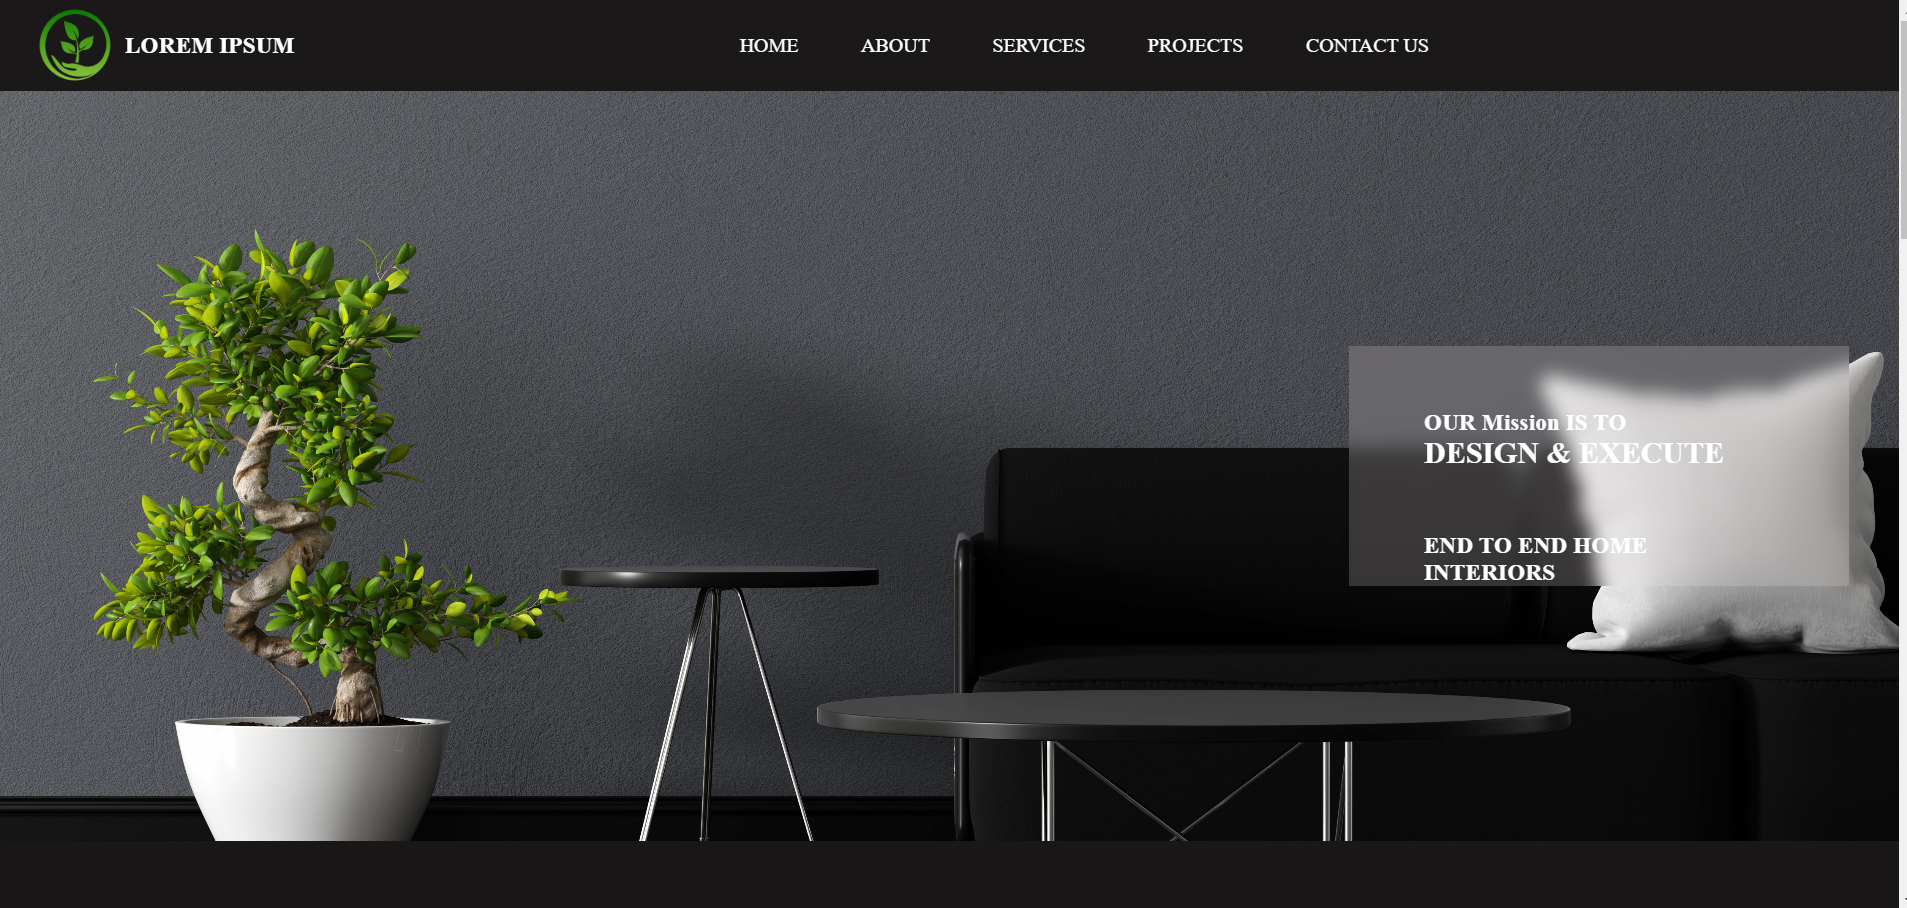 LOREM IPSUM
HOME ABOUT SERVICES PROJECTS CONTACT US
OUR Mission IS TO
DESIGN & EXECUTE
END TO END HOME
INTERIORS